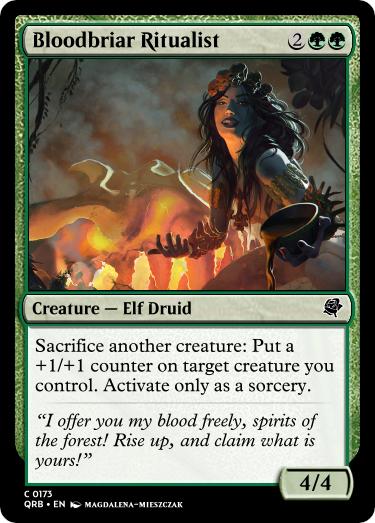 Bloodbriar Ritualist 2
Creature — Elf Druid
Sacrifice another creature: Put a
+1/+1 counter on target creature you
control. Activate only as a sorcery.
“I offer you my blood freely, spirits of
the forest! Rise up, and claim what is
yours!”
4/4
C 0173
QRB • EN MAGDALENA-MIESZCZAK